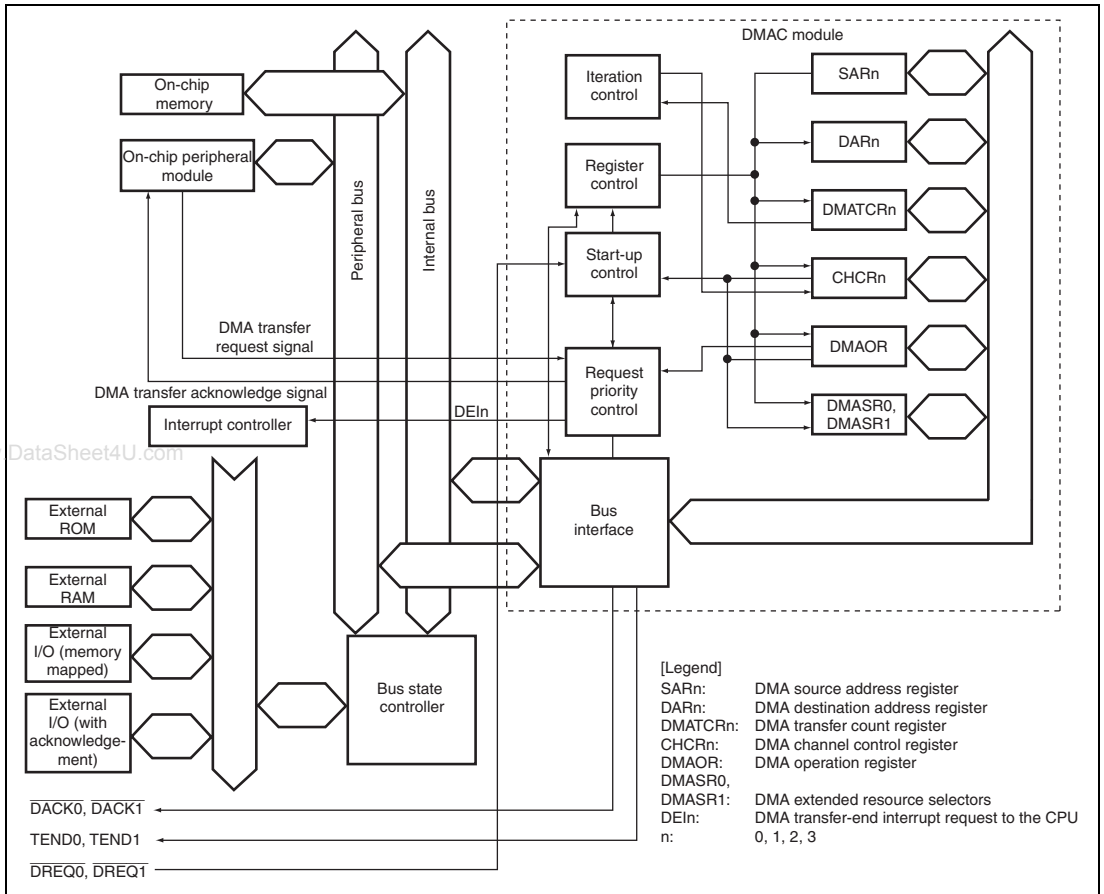 DMAC module
On-chip
memory
On-chip peripheral
module
Peripheral bus
Internal bus
Iteration
control
Register
control
Start-up
control
Request
priority
control
SARn
DARn
DMATCRn
CHCRn
DMAOR
DMASR0,
DMASR1
DMA transfer
request signal
DMA transfer acknowledge signal
DEIn
Interrupt controller
.DataSheet4U.com
External
ROM
External
RAM
External
I/O (memory
mapped)
External
I/O (with
acknowledge-
ment)
Bus
interface
Bus state
controller
DACK0, DACK1
TEND0, TEND1
DREQ0, DREQ1
[Legend]
SARn: DMA source address register
DARn: DMA destination address register
DMATCRn: DMA transfer count register
CHCRn: DMA channel control register
DMAOR: DMA operation register
DMASR0,
DMASR1: DMA extended resource selectors
DEIn: DMA transfer-end interrupt request to the CPU
n: 0, 1, 2, 3